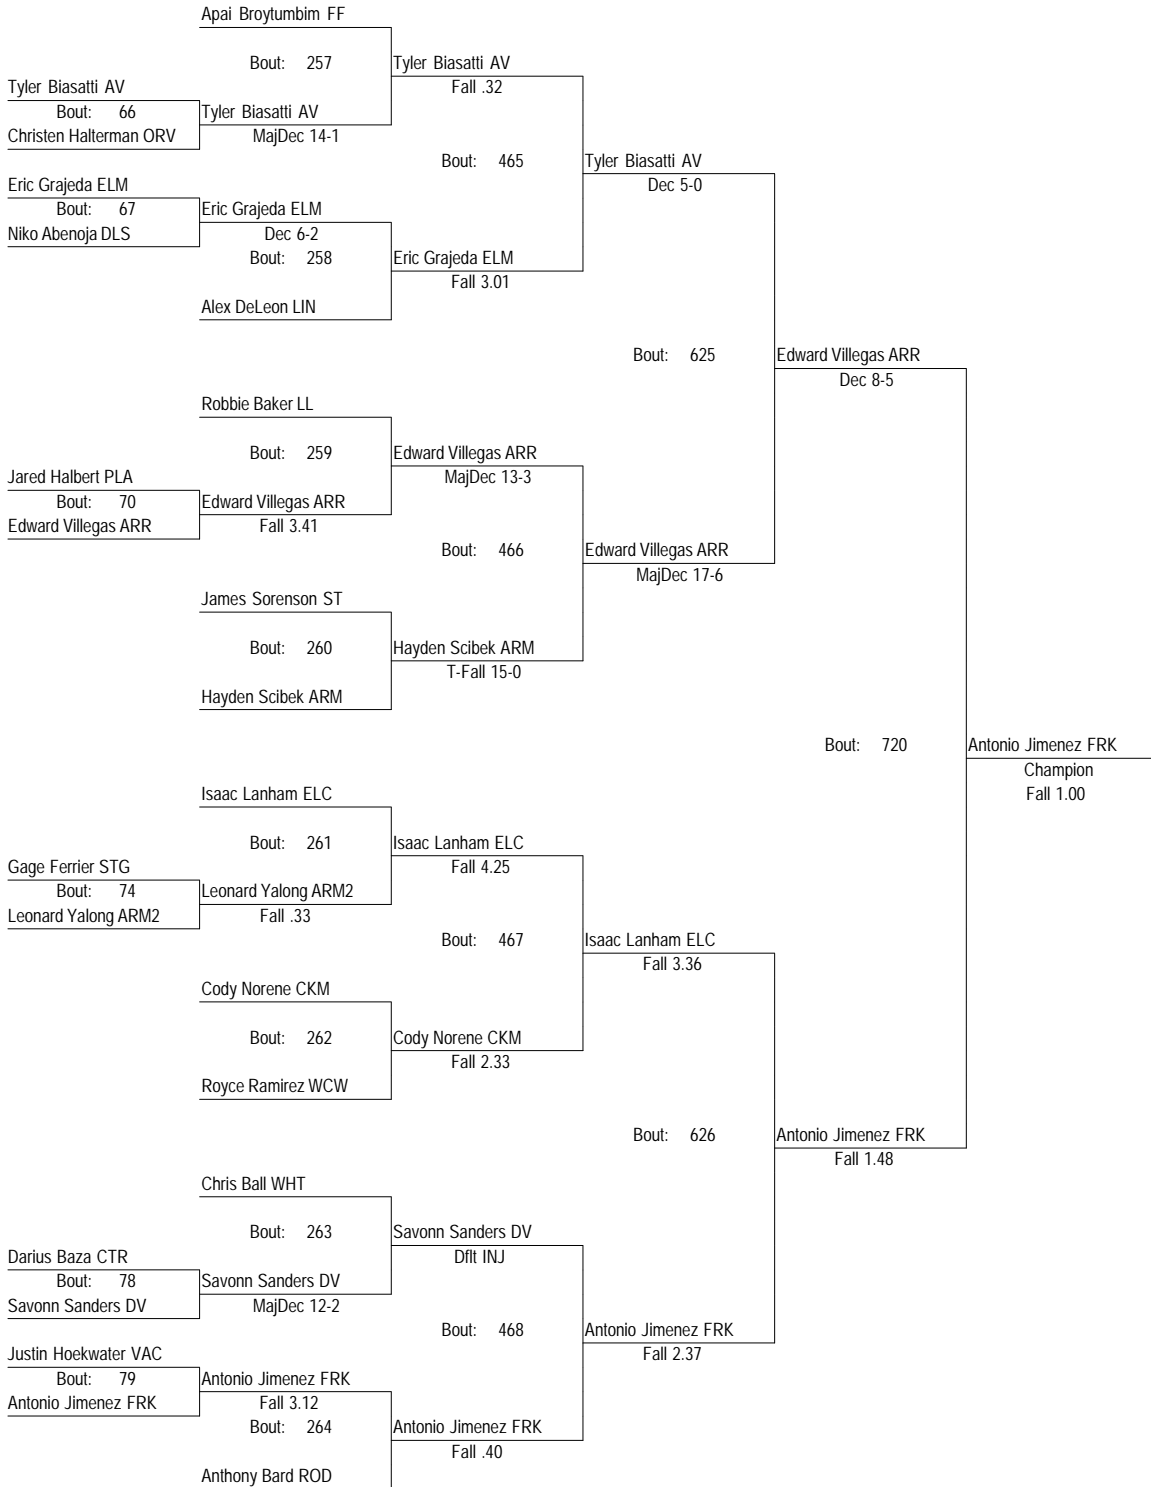 Apai Broytumbim FF
Bout: 257
Tyler Biasatti AV
Fall .32
Tyler Biasatti AV
Bout: 66
Christen Halterman ORV
Tyler Biasatti AV
MajDec 14-1
Bout: 465
Tyler Biasatti AV
Dec 5-0
Eric Grajeda ELM
Bout: 67
Niko Abenoja DLS
Eric Grajeda ELM
Dec 6-2
Bout: 258
Eric Grajeda ELM
Fall 3.01
Alex DeLeon LIN
Bout: 625
Edward Villegas ARR
Dec 8-5
Robbie Baker LL
Bout: 259
Edward Villegas ARR
MajDec 13-3
Jared Halbert PLA
Bout: 70
Edward Villegas ARR
Edward Villegas ARR
Fall 3.41
Bout: 466
Edward Villegas ARR
MajDec 17-6
James Sorenson ST
Bout: 260
Hayden Scibek ARM
T-Fall 15-0
Hayden Scibek ARM
Bout: 720
Antonio Jimenez FRK
Champion
Fall 1.00
Isaac Lanham ELC
Bout: 261
Isaac Lanham ELC
Fall 4.25
Gage Ferrier STG
Bout: 74
Leonard Yalong ARM2
Leonard Yalong ARM2
Fall .33
Bout: 467
Isaac Lanham ELC
Fall 3.36
Cody Norene CKM
Bout: 262
Cody Norene CKM
Fall 2.33
Royce Ramirez WCW
Bout: 626
Antonio Jimenez FRK
Fall 1.48
Chris Ball WHT
Bout: 263
Savonn Sanders DV
Dflt INJ
Darius Baza CTR
Bout: 78
Savonn Sanders DV
Savonn Sanders DV
MajDec 12-2
Bout: 468
Antonio Jimenez FRK
Fall 2.37
Justin Hoekwater VAC
Bout: 79
Antonio Jimenez FRK
Antonio Jimenez FRK
Fall 3.12
Bout: 264
Antonio Jimenez FRK
Fall .40
Anthony Bard ROD